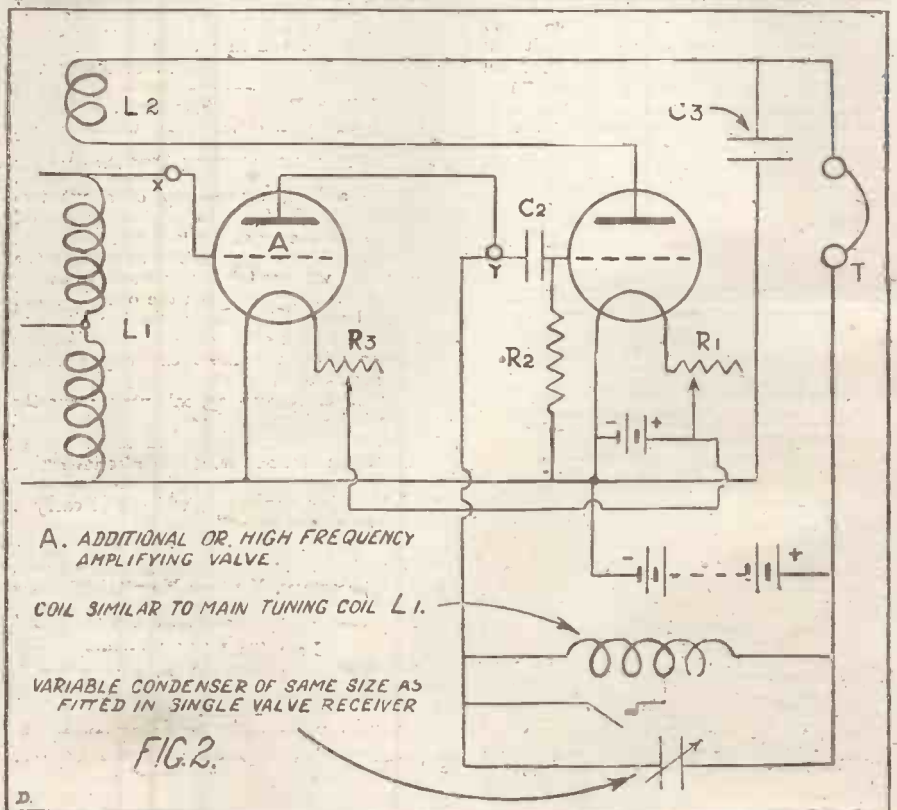 L2
C3
X
A
C2
Y
T
L1
R3
R2
R1
- +
- +
A. ADDITIONAL OR HIGH FREQUENCY
AMPLIFYING VALVE.
COIL SIMILAR TO MAIN TUNING COIL L1.
VARIABLE CONDENSER OF SAME SIZE AS
FITTED IN SINGLE VALVE RECEIVER
FIG.2.
D.